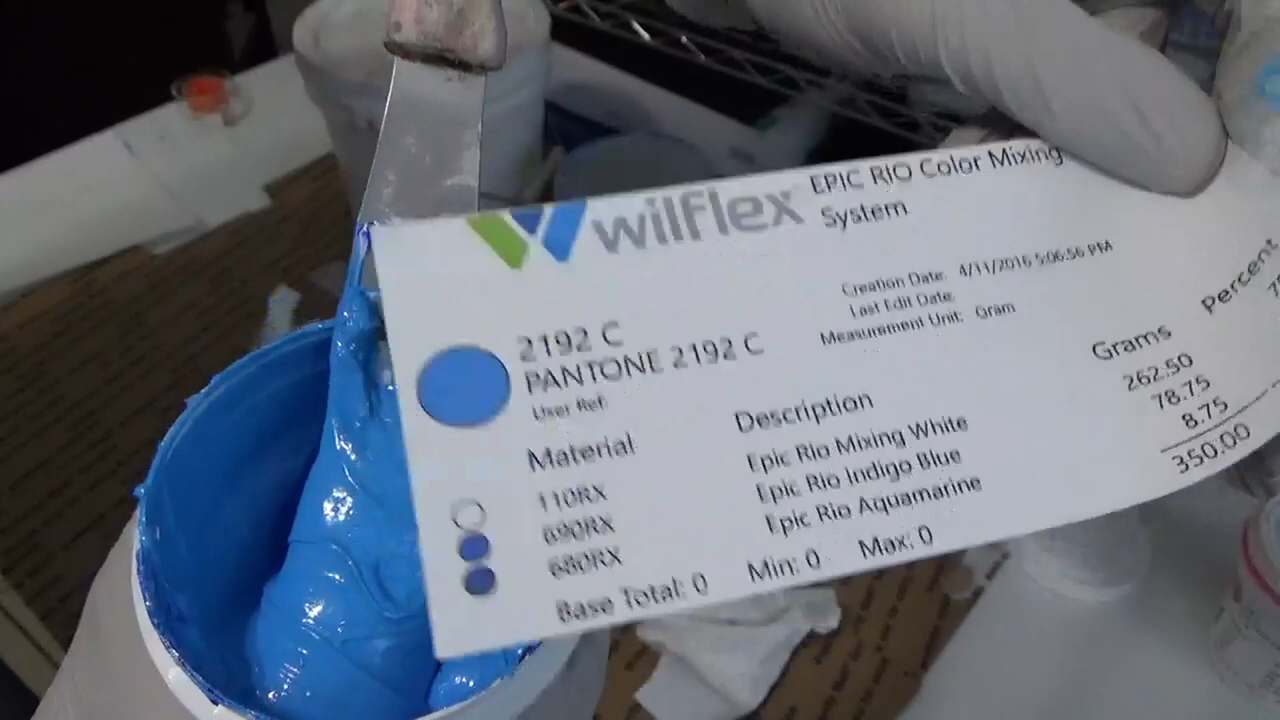 wilflex
EPIC RIO Color Mixing
System
Creation Date: 4/11/2016 5:06:56 PM
Last Edit Date:
Measurement Unit: Gram
2192 C
PANTONE 2192 C
User Ref:
Material Description Grams Percent
110RX Epic Rio Mixing White 262.50
690RX Epic Rio Indigo Blue 78.75
680RX Epic Rio Aquamarine 8.75
350.00
Base Total: 0 Min: 0 Max: 0